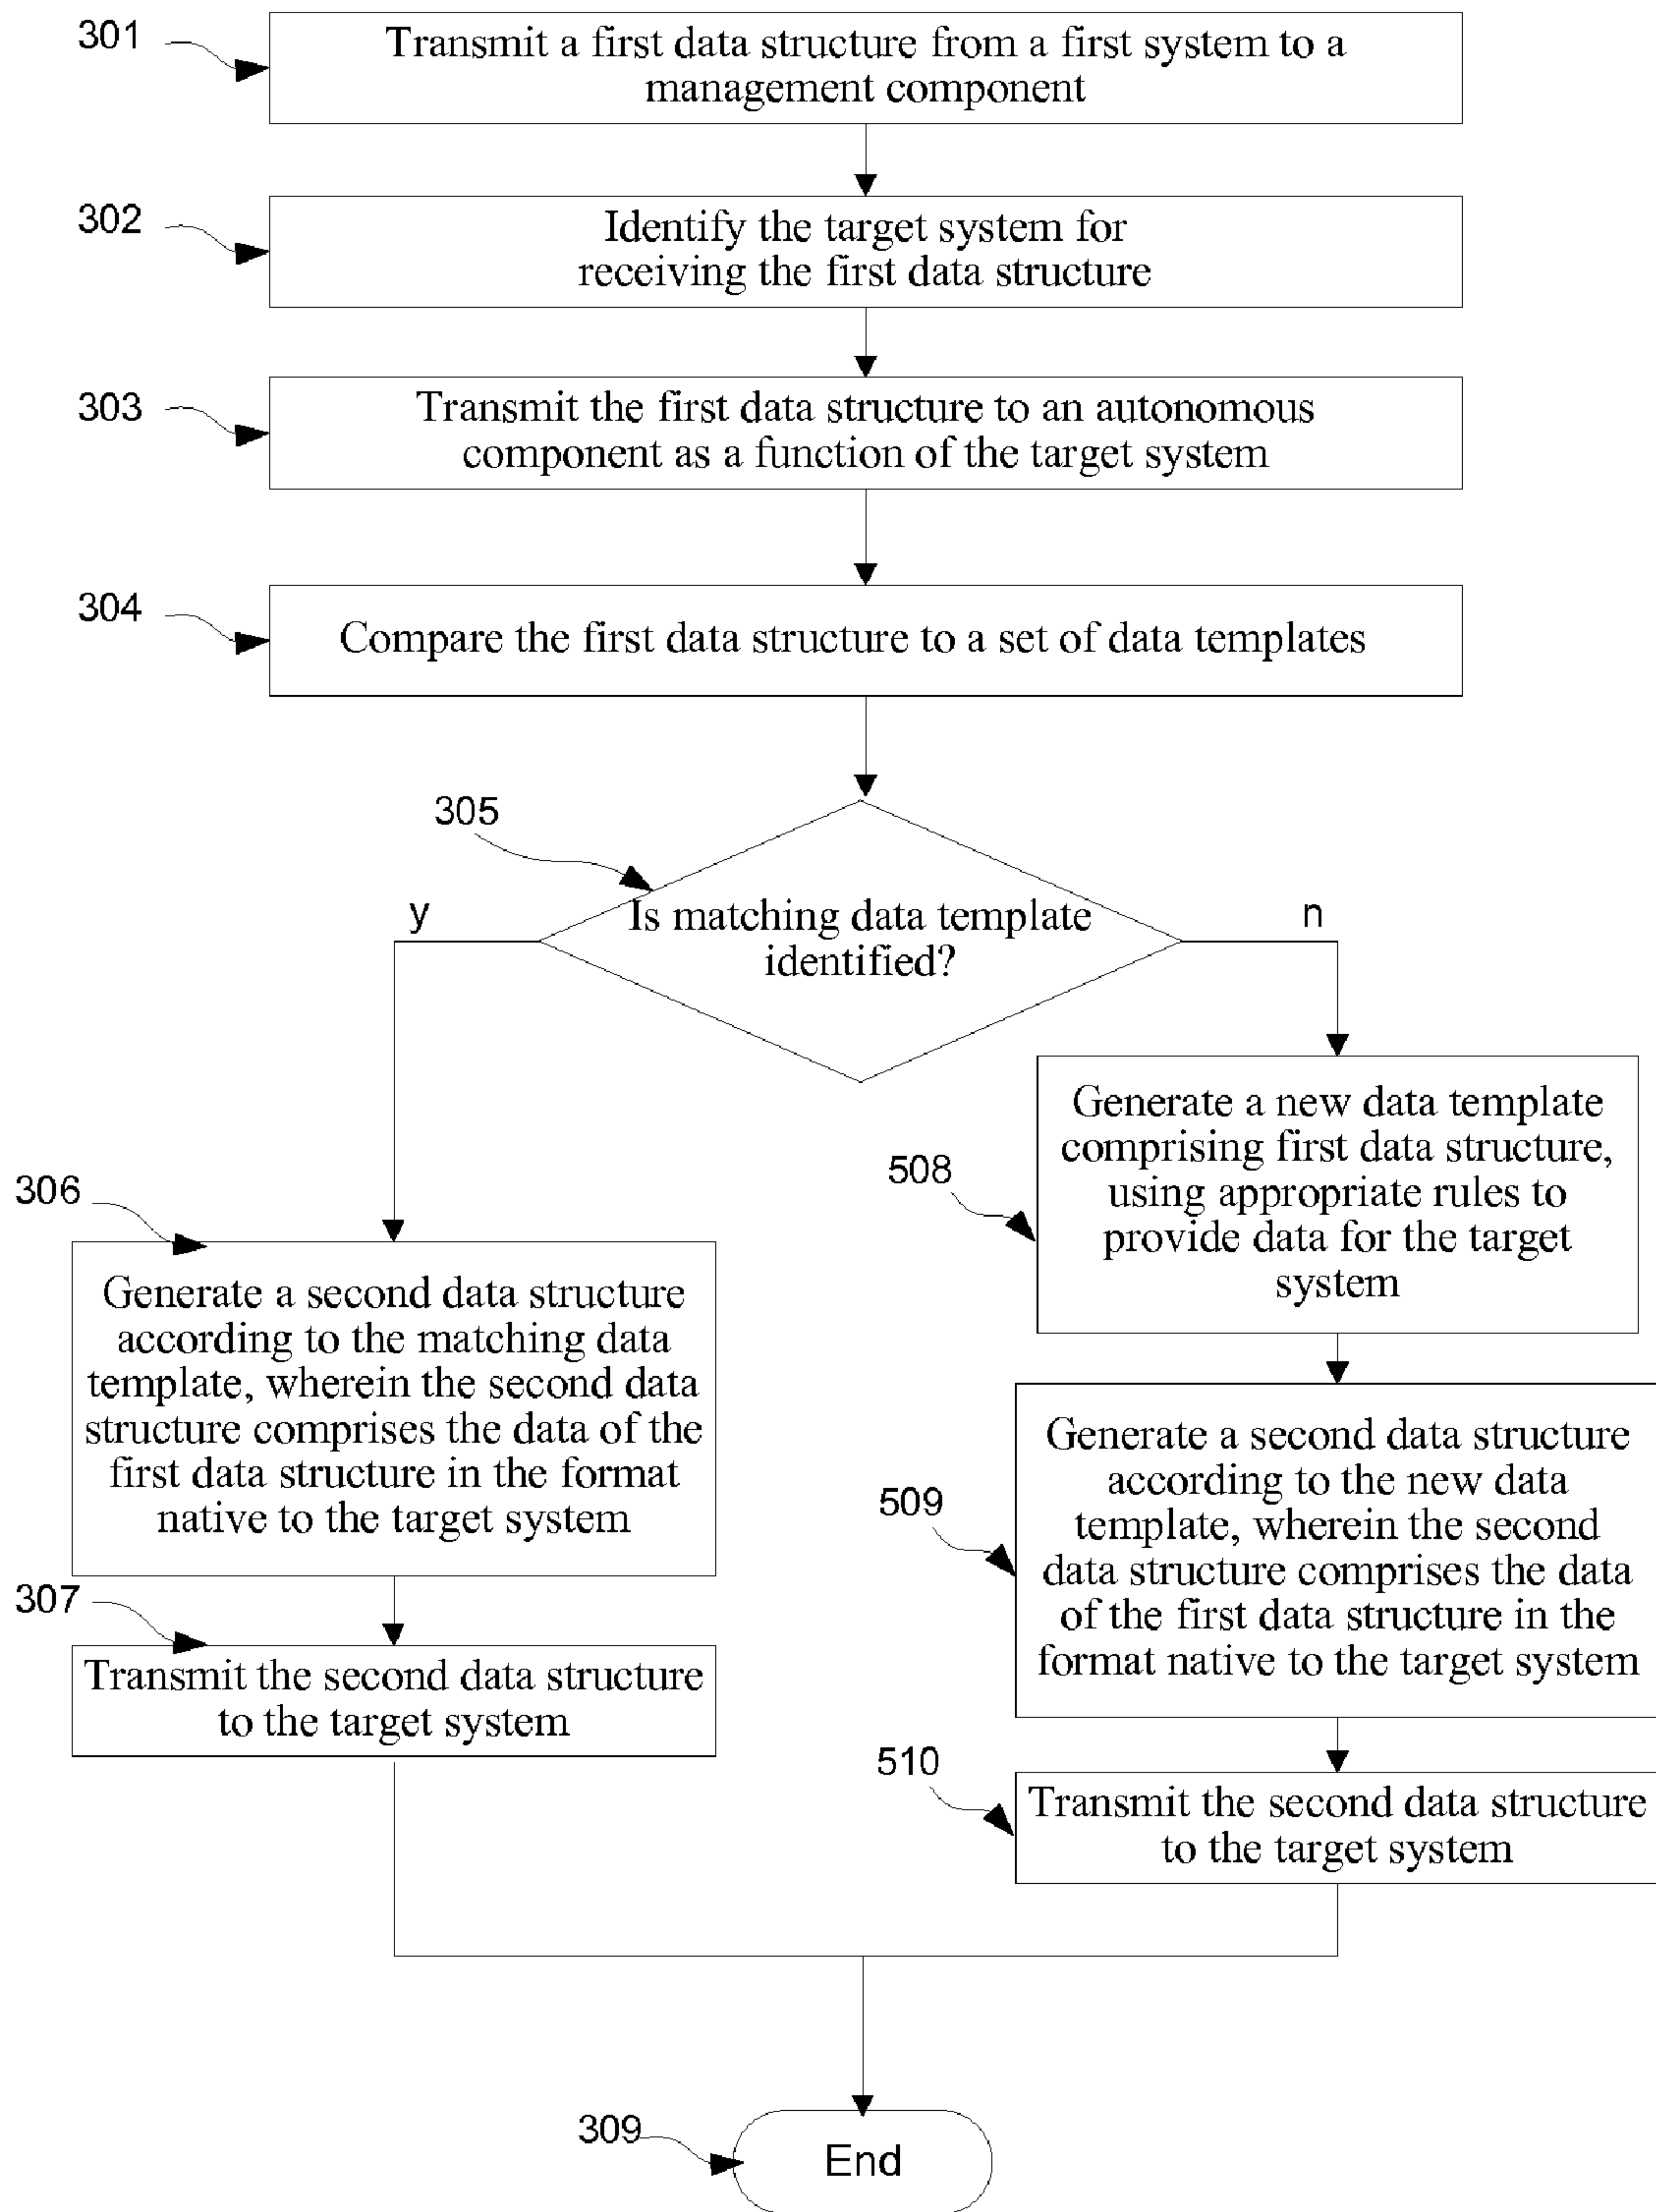 301
Transmit a first data structure from a first system to a
management component
302
Identify the target system for
receiving the first data structure
303
Transmit the first data structure to an autonomous
component as a function of the target system
304
Compare the first data structure to a set of data templates
305
Is matching data template
identified?
y
n
306
Generate a second data structure
according to the matching data
template, wherein the second data
structure comprises the data of the
first data structure in the format
native to the target system
307
Transmit the second data structure
to the target system
508
Generate a new data template
comprising first data structure,
using appropriate rules to
provide data for the target
system
509
Generate a second data structure
according to the new data
template, wherein the second
data structure comprises the data
of the first data structure in the
format native to the target system
510
Transmit the second data structure
to the target system
309
End